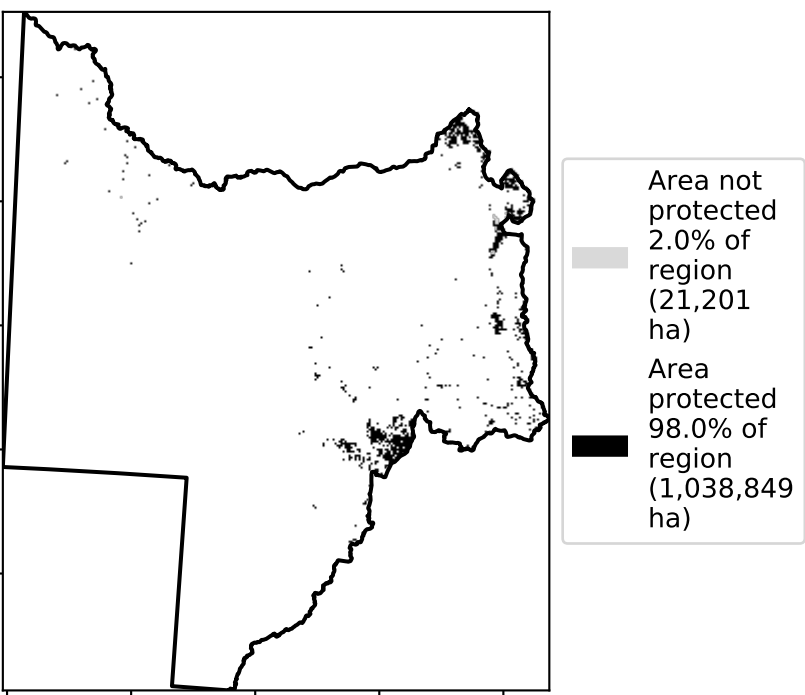 Area not
protected
2.0% of
region
(21,201
ha)
Area
protected
98.0% of
region
(1,038,849
ha)